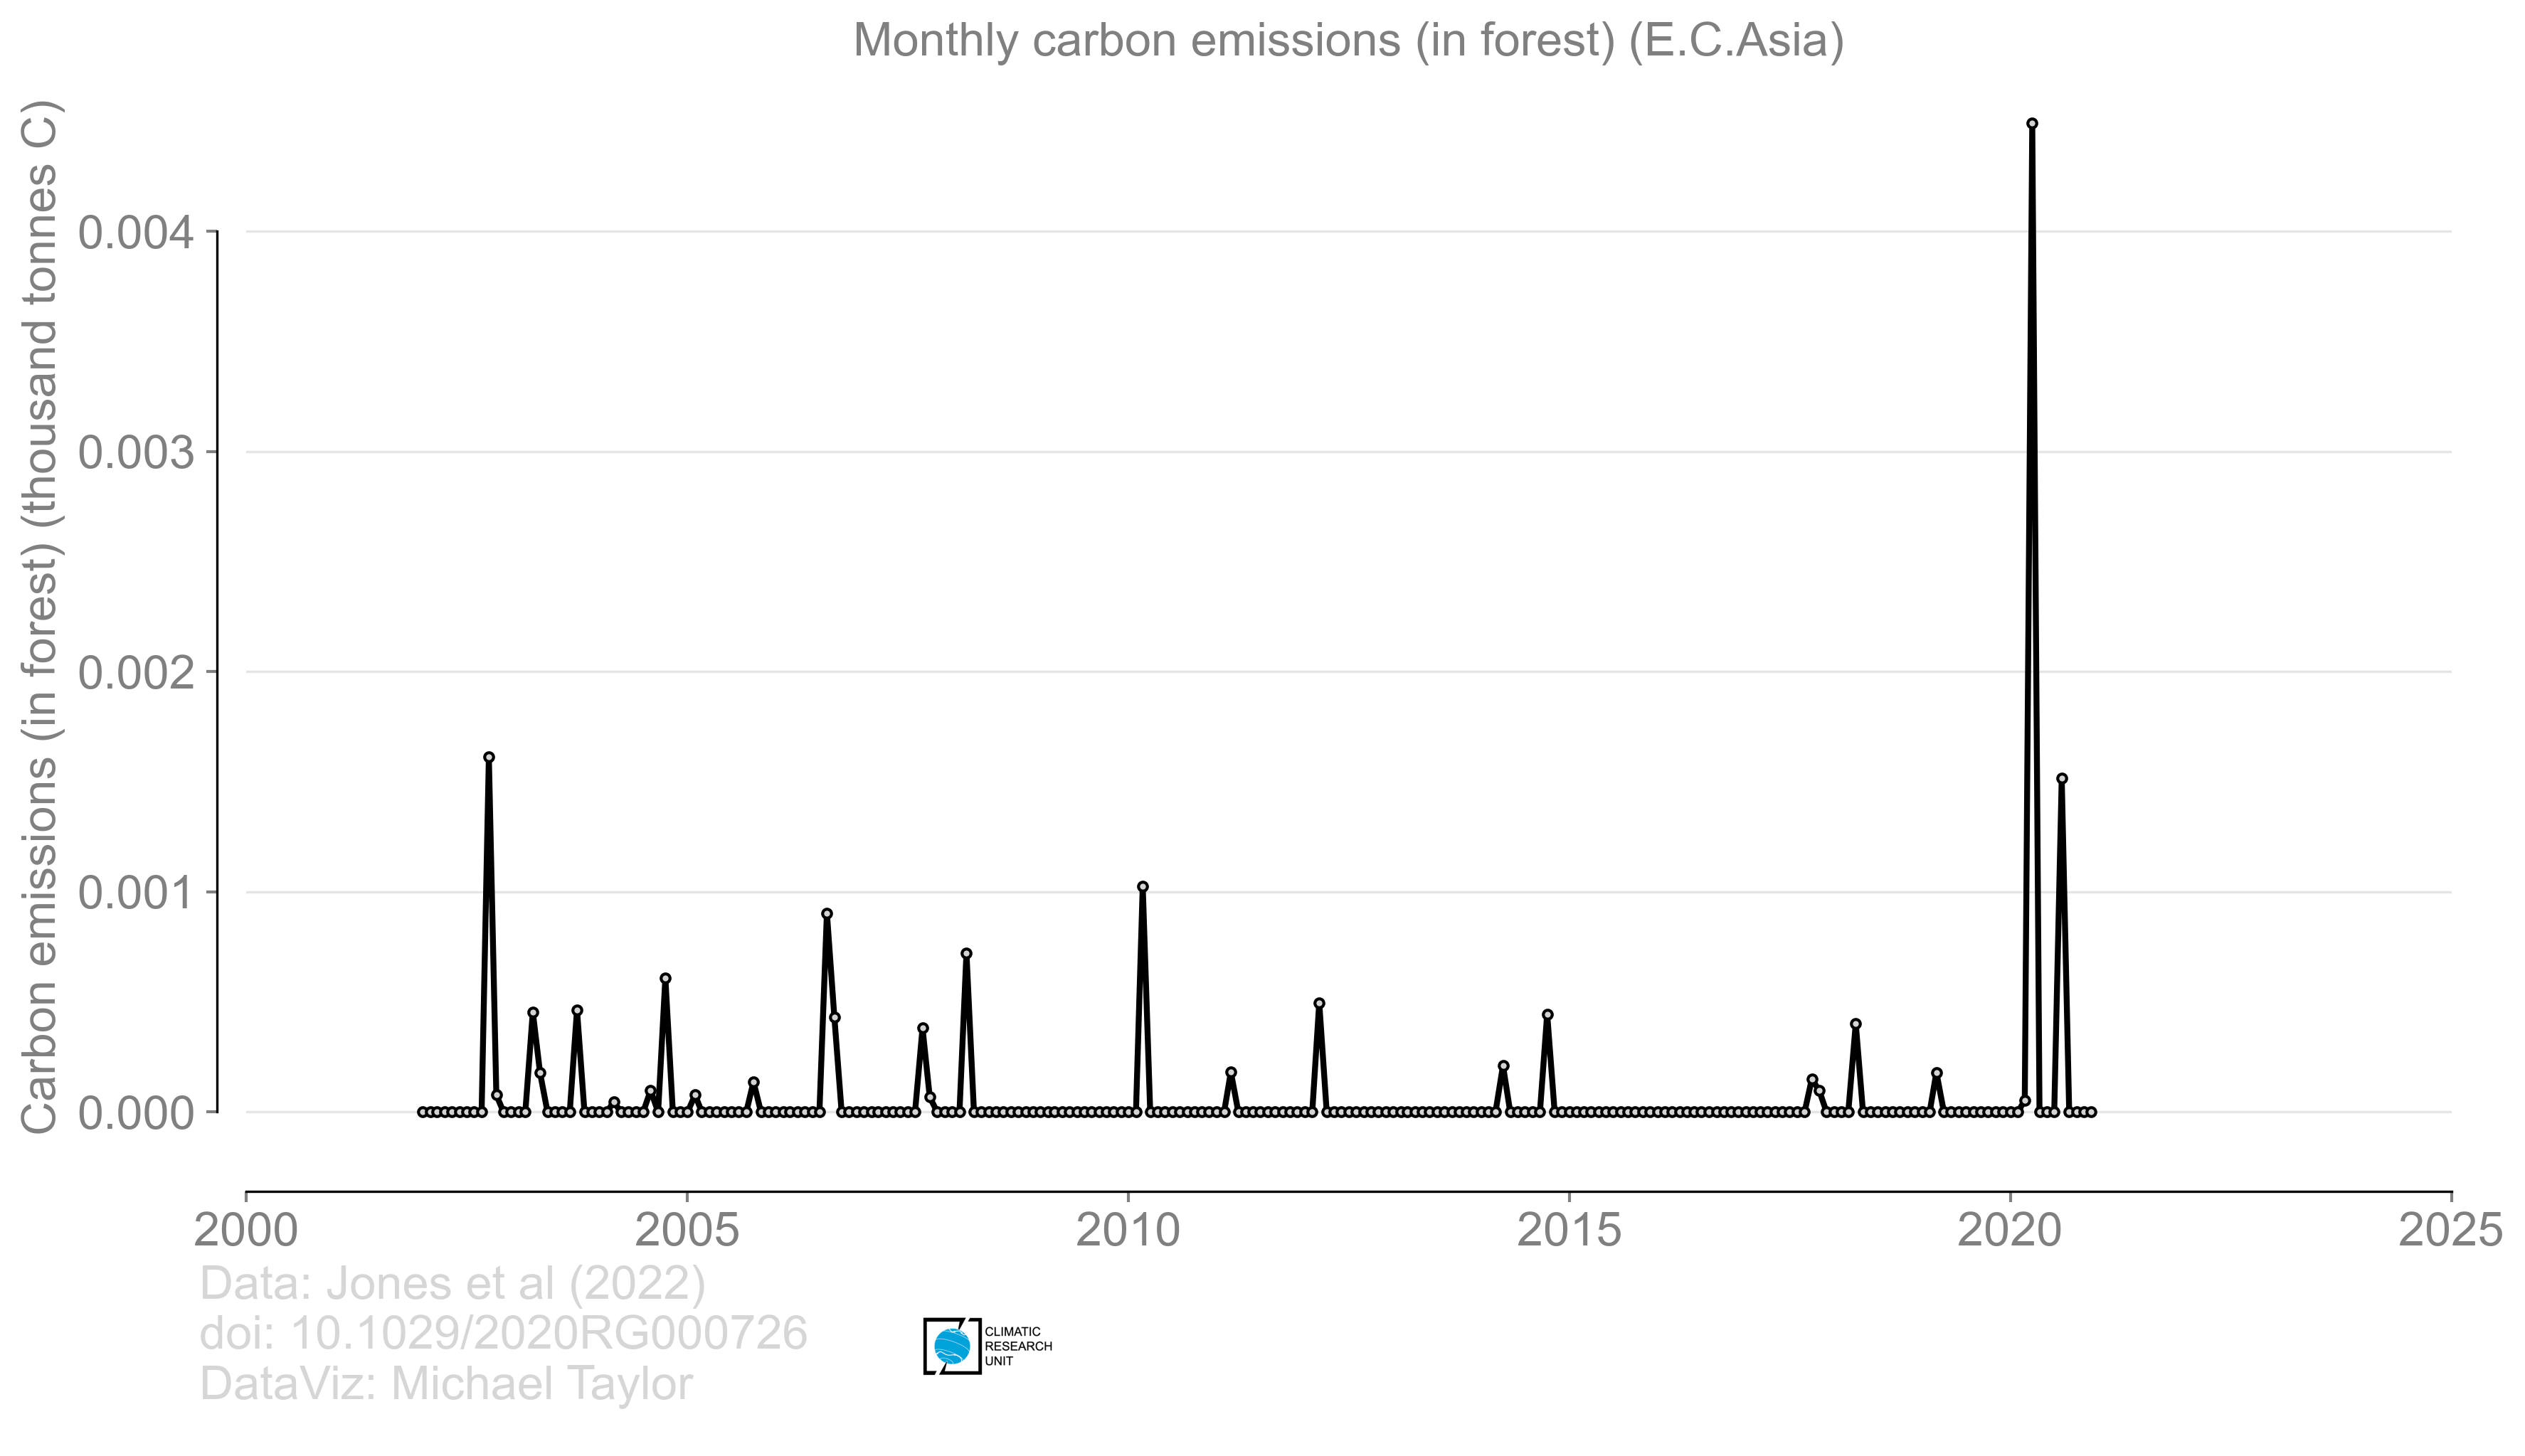 Monthly carbon emissions (in forest) (E.C.Asia)
Carbon emissions (in forest) (thousand tonnes C)
0.004
0.003
0.002
0.001
0.000
2000 2005 2010 2015 2020 2025
Data: Jones et al (2022)
doi: 10.1029/2020RG000726
DataViz: Michael Taylor
CLIMATIC
RESEARCH
UNIT